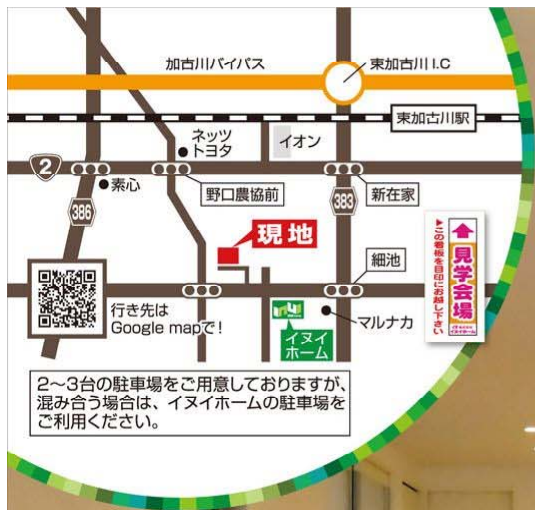 加古川バイパス
東加古川I.C
東加古川駅
ネッツ
トヨタ
イオン
2
素心
野口農協前
新在家
386
383
現地
細池
行き先は
Google mapで!
イヌイ
ホーム
マルナカ
見学会場
▶この看板を目印にお越し下さい
イヌイホーム
2~3台の駐車場をご用意しておりますが、
混み合う場合は、イヌイホームの駐車場を
ご利用ください。